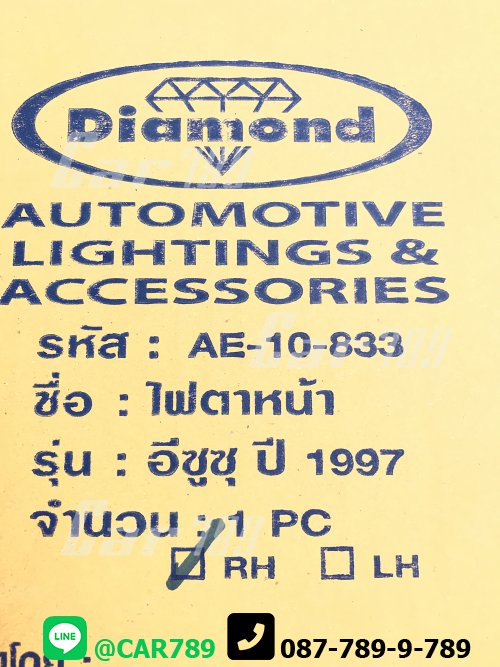 Diamond
AUTOMOTIVE
LIGHTINGS &
ACCESSORIES
รหัส : AE-10-833
ชื่อ : ไฟตาหน้า
รุ่น : อีซูซุ ปี 1997
จำนวน : 1 PC
RH LH
LINE @CAR789 087-789-9-789